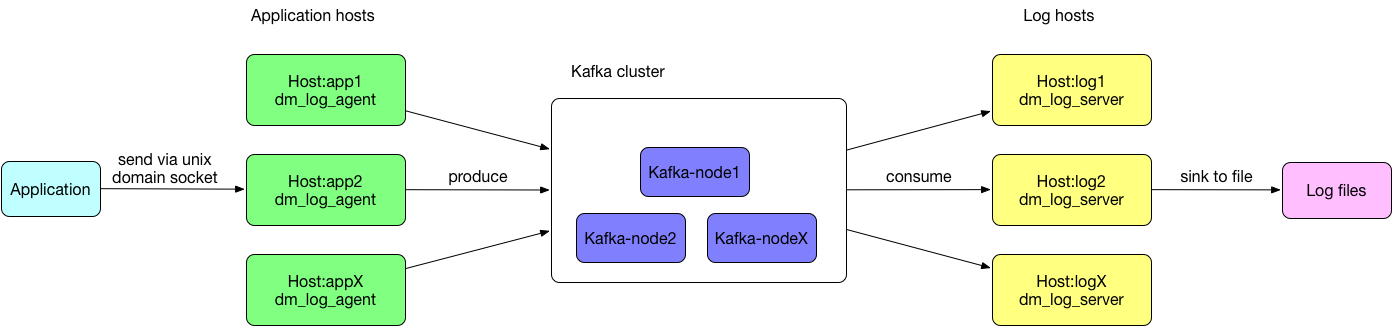 Application hosts
Log hosts
Kafka cluster
Host:app1
dm_log_agent
Host:log1
dm_log_server
Application
send via unix
domain socket
Host:app2
dm_log_agent
produce
Kafka-node1
Kafka-node2
Kafka-nodeX
consume
Host:log2
dm_log_server
sink to file
Log files
Host:appX
dm_log_agent
Host:logX
dm_log_server